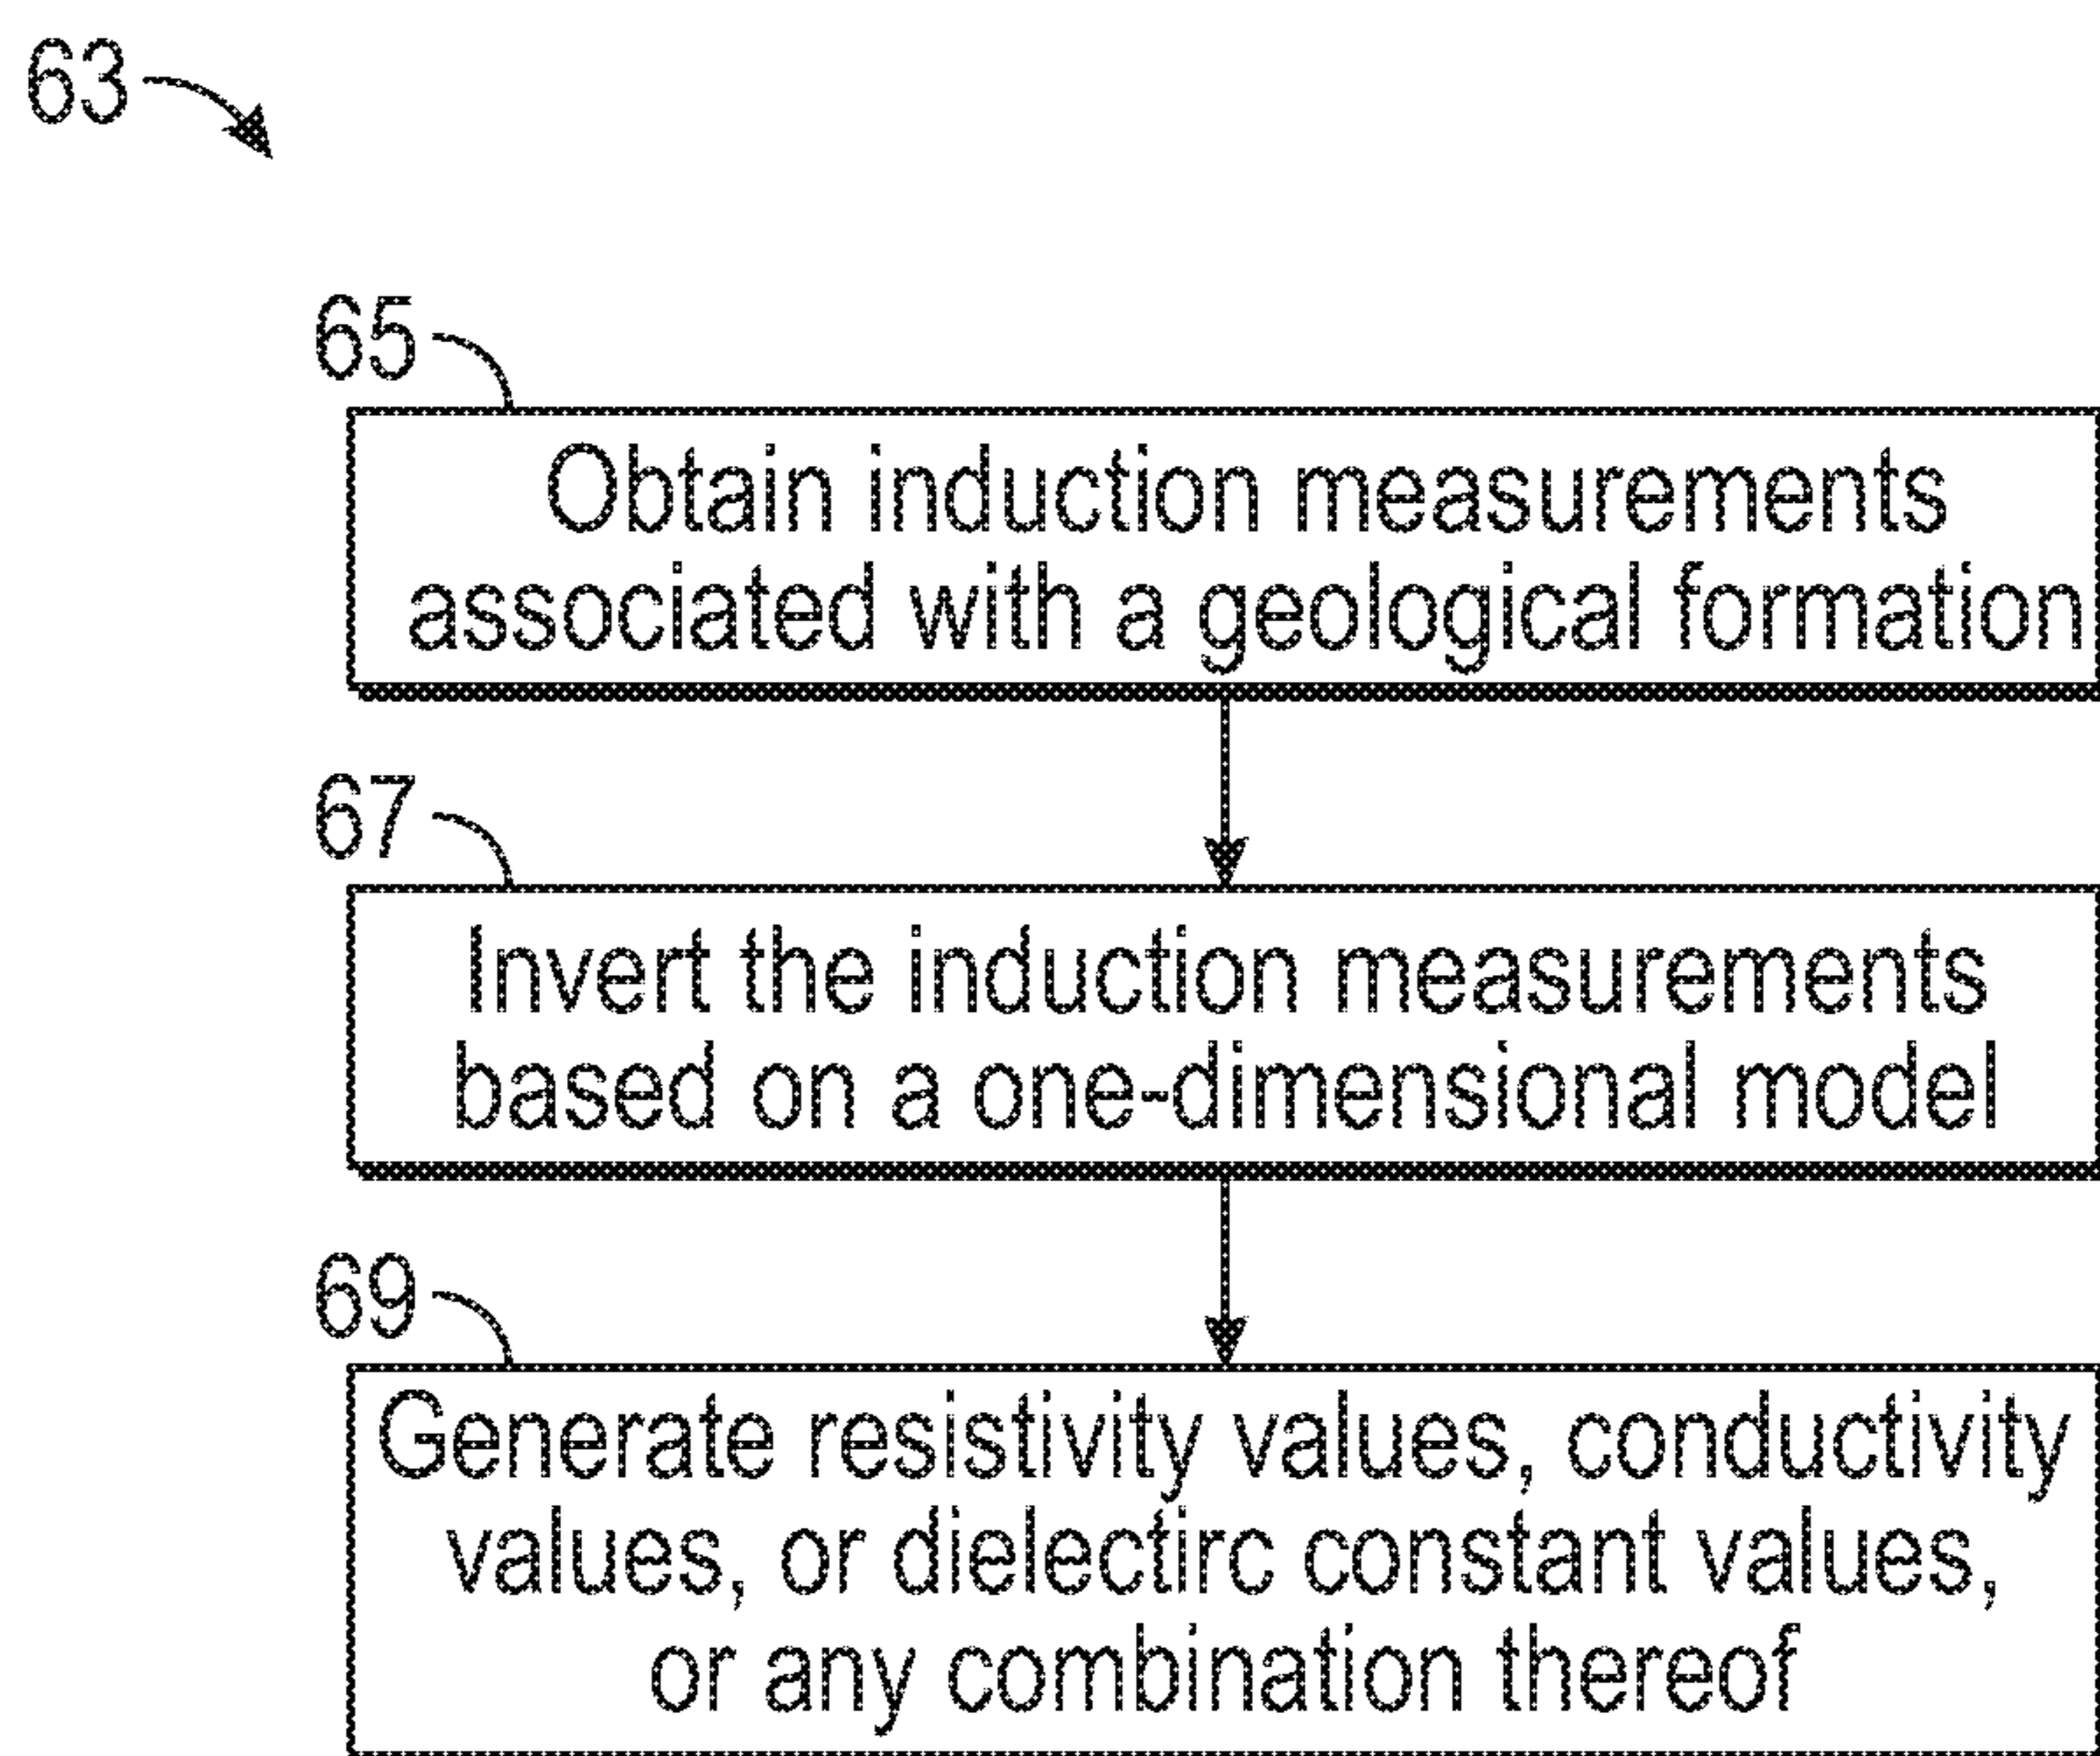 63
65
Obtain induction measurements
associated with a geological formation
67
Invert the induction measurements
based on a one-dimensional model
69
Generate resistivity values, conductivity
values, or dielectirc constant values,
or any combination thereof